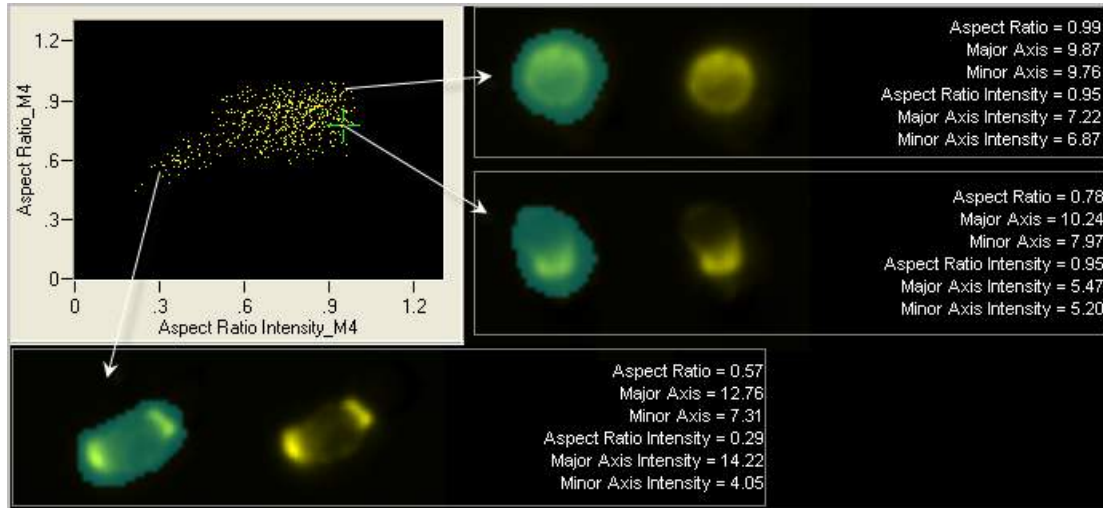 1.2
.9
.6
.3
0
Aspect Ratio_M4
0 .3 .6 .9 1.2
Aspect Ratio Intensity_M4
Aspect Ratio = 0.99
Major Axis = 9.87
Minor Axis = 9.76
Aspect Ratio Intensity = 0.95
Major Axis Intensity = 7.22
Minor Axis Intensity = 6.87
Aspect Ratio = 0.78
Major Axis = 10.24
Minor Axis = 7.97
Aspect Ratio Intensity = 0.95
Major Axis Intensity = 5.47
Minor Axis Intensity = 5.20
Aspect Ratio = 0.57
Major Axis = 12.76
Minor Axis = 7.31
Aspect Ratio Intensity = 0.29
Major Axis Intensity = 14.22
Minor Axis Intensity = 4.05